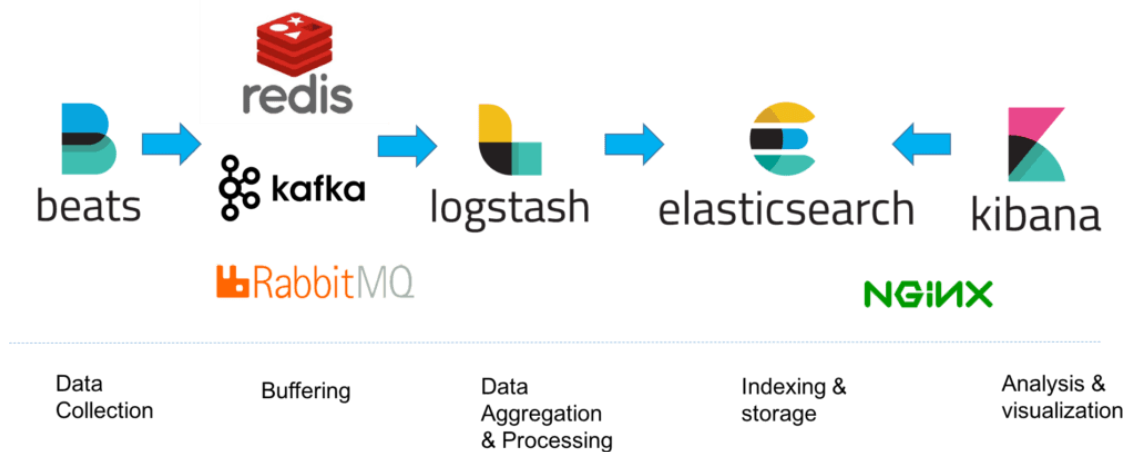 redis
beats
kafka
logstash
elasticsearch
kibana
RabbitMQ
NGINX
Data
Collection
Buffering
Data
Aggregation
& Processing
Indexing &
storage
Analysis &
visualization